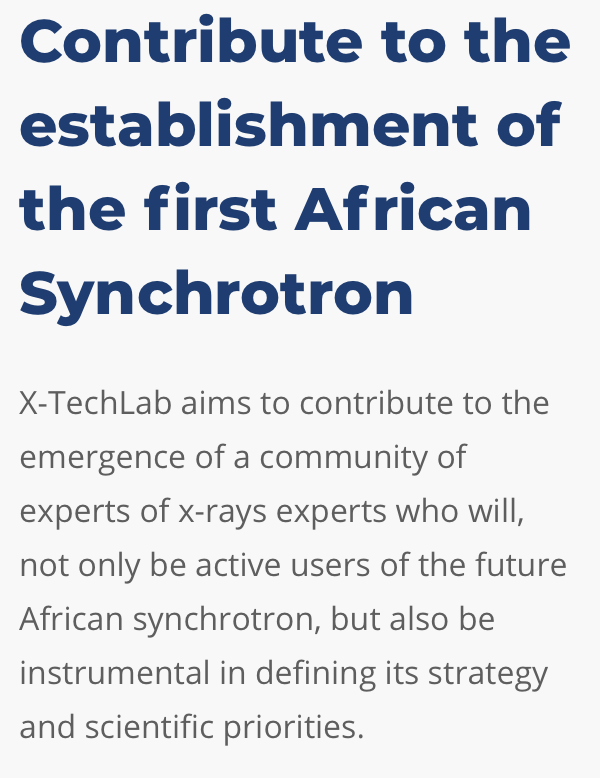 Contribute to the
establishment of
the first African
Synchrotron
X-TechLab aims to contribute to the
emergence of a community of
experts of x-rays experts who will,
not only be active users of the future
African synchrotron, but also be
instrumental in defining its strategy
and scientific priorities.